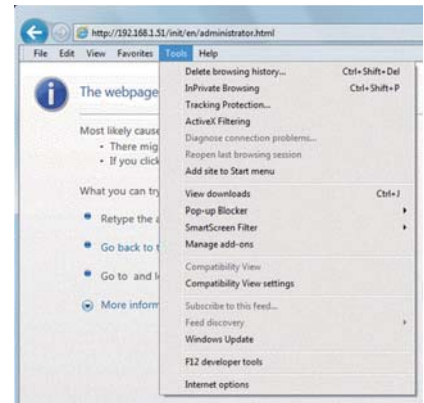 http://192.168.1.51/init/en/administrator.html
File Edit View Favorites Tools Help
The webpage
Most likely cause
• There mig
• If you click
What you can try
Retype the a
Go back to t
Go to and l
More inform
Delete browsing history... Ctrl+Shift+Del
InPrivate Browsing Ctrl+Shift+P
Tracking Protection...
ActiveX Filtering
Diagnose connection problems...
Reopen last browsing session
Add site to Start menu
View downloads Ctrl+J
Pop-up Blocker
SmartScreen Filter
Manage add-ons
Compatibility View
Compatibility View settings
Subscribe to this feed...
Feed discovery
Windows Update
F12 developer tools
Internet options